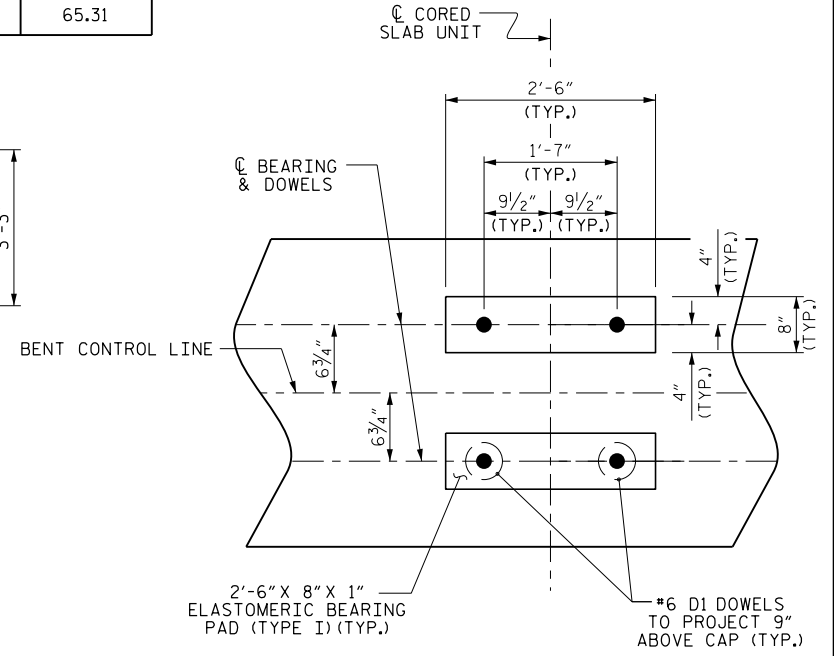 65.31
℄ CORED
SLAB UNIT
2'-6"
(TYP.)
1'-7"
(TYP.)
℄ BEARING
& DOWELS
9½" 9½"
(TYP.) (TYP.)
4"
(TYP.)
8"
(TYP.)
BENT CONTROL LINE
6¾"
4"
(TYP.)
6¾"
2'-6" X 8" X 1"
ELASTOMERIC BEARING
PAD (TYPE I)(TYP.)
#6 D1 DOWELS
TO PROJECT 9"
ABOVE CAP (TYP.)